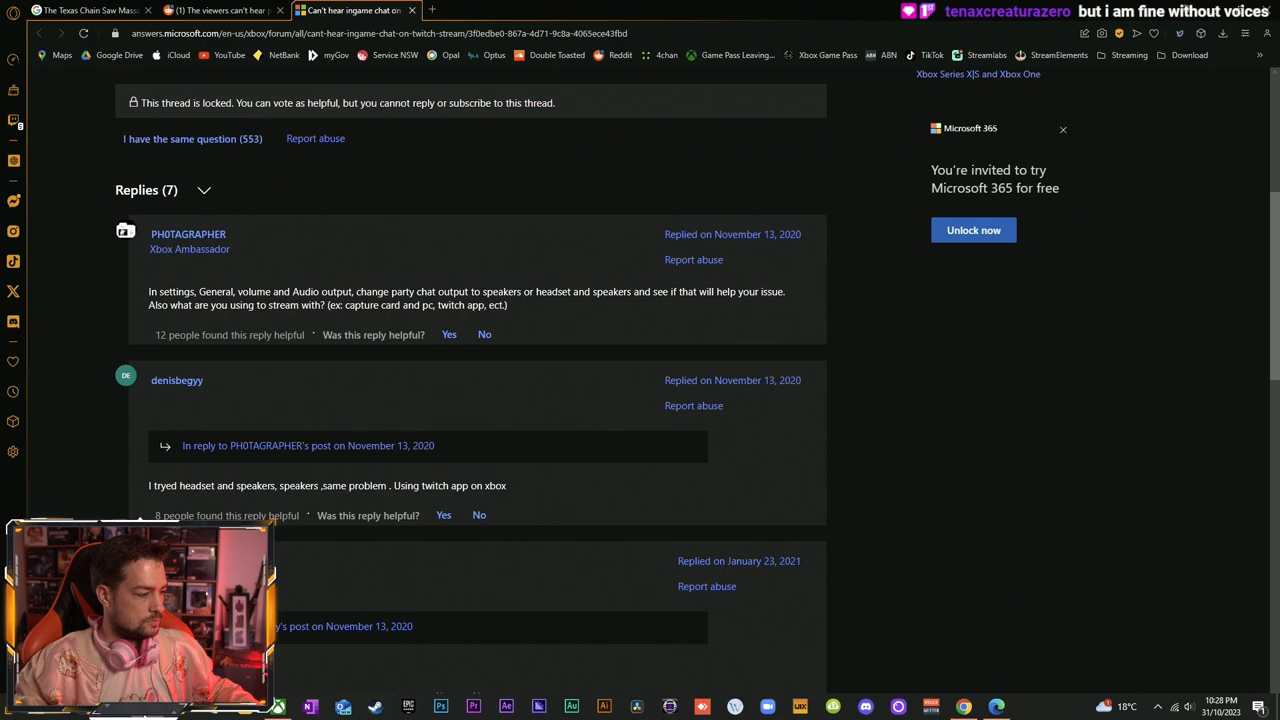 The Texas Chain Saw Massa
(1) The viewers can't hear p
Can't hear ingame chat on
tenaxcreaturazero but i am fine without voices
answers.microsoft.com/en-us/xbox/forum/all/cant-hear-ingame-chat-on-twitch-stream/3f0edbe0-867a-4d71-9c8a-4065ece43fbd
Maps
Google Drive
iCloud
YouTube
NetBank
myGov
Service NSW
Opal
Optus
Double Toasted
Reddit
4chan
Game Pass Leaving...
Xbox Game Pass
ABN
TikTok
Streamlabs
StreamElements
Streaming
Download
Xbox Series X|S and Xbox One
This thread is locked. You can vote as helpful, but you cannot reply or subscribe to this thread.
I have the same question (553)
Report abuse
Microsoft 365
You're invited to try
Microsoft 365 for free
Unlock now
Replies (7)
PH0TAGRAPHER
Replied on November 13, 2020
Xbox Ambassador
Report abuse
In settings, General, volume and Audio output, change party chat output to speakers or headset and speakers and see if that will help your issue.
Also what are you using to stream with? (ex: capture card and pc, twitch app, ect.)
12 people found this reply helpful · Was this reply helpful? Yes No
DE
denisbegyy
Replied on November 13, 2020
Report abuse
In reply to PH0TAGRAPHER's post on November 13, 2020
I tryed headset and speakers, speakers ,same problem . Using twitch app on xbox
8 people found this reply helpful · Was this reply helpful? Yes No
Replied on January 23, 2021
Report abuse
's post on November 13, 2020
18°C
10:28 PM
31/10/2023